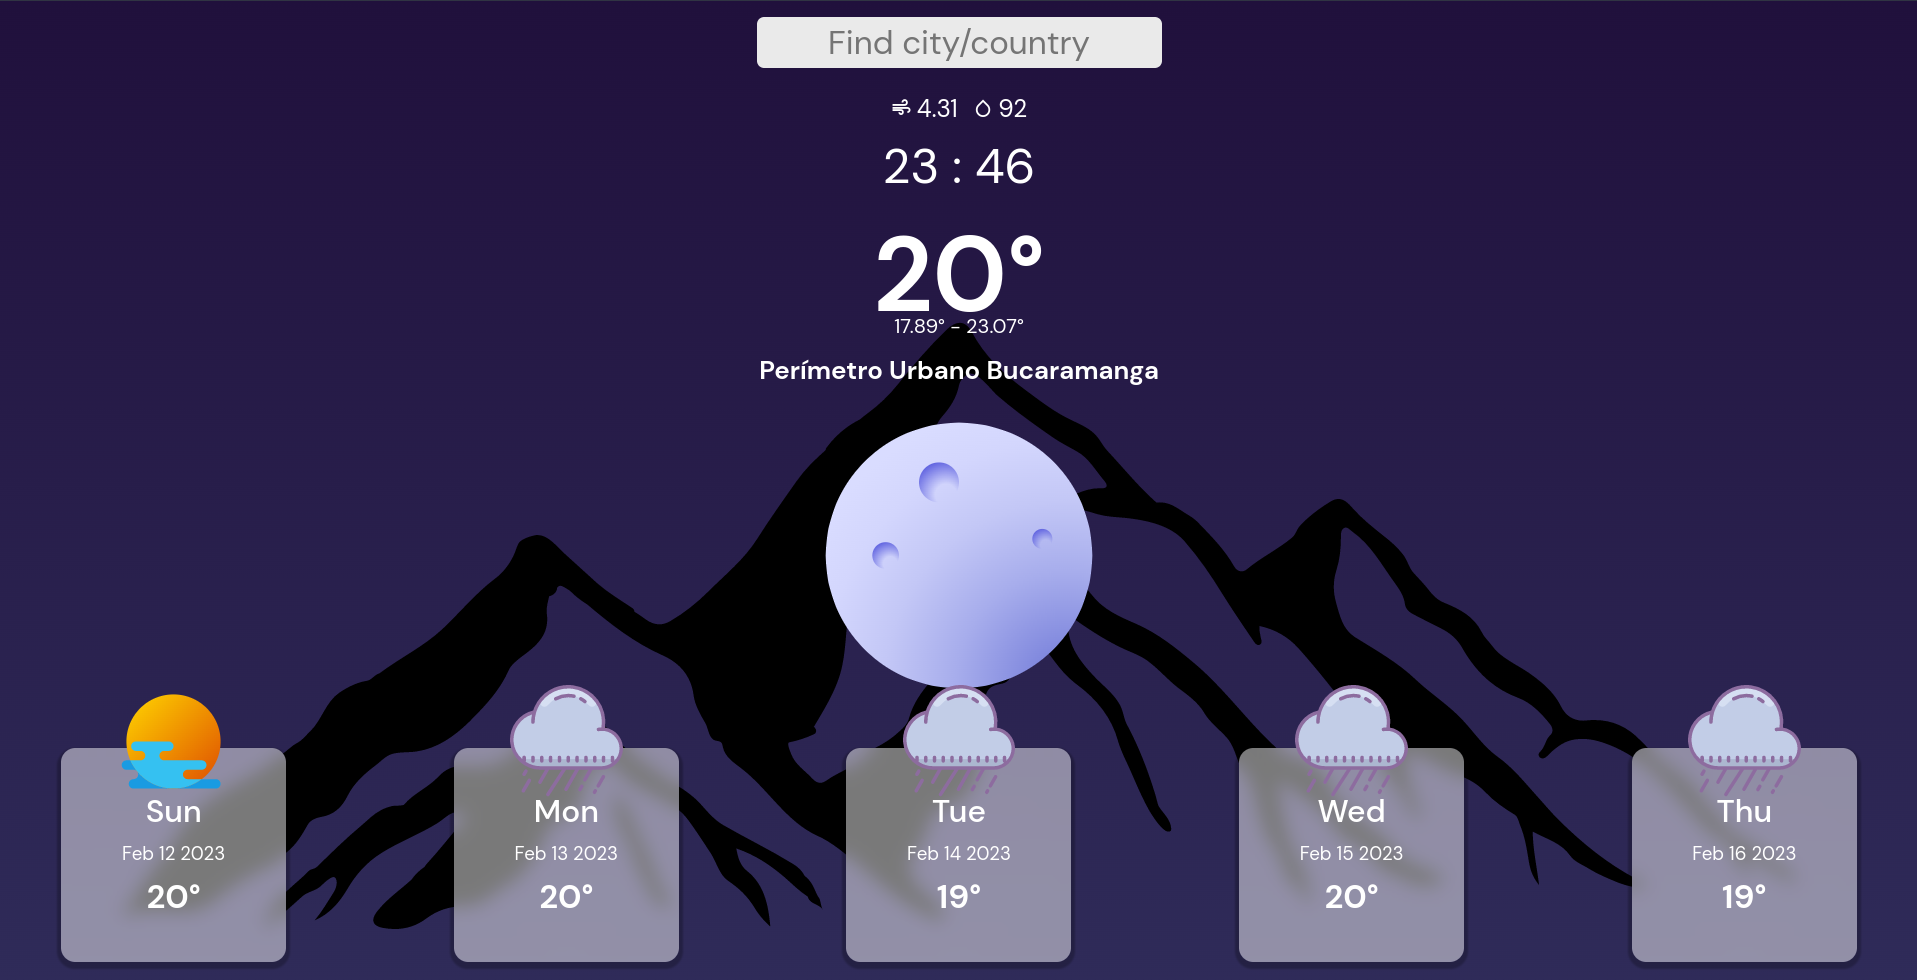 Find city/country
4.31 92
23 : 46
20°
17.89° - 23.07°
Perímetro Urbano Bucaramanga
Sun
Feb 12 2023
20°
Mon
Feb 13 2023
20°
Tue
Feb 14 2023
19°
Wed
Feb 15 2023
20°
Thu
Feb 16 2023
19°